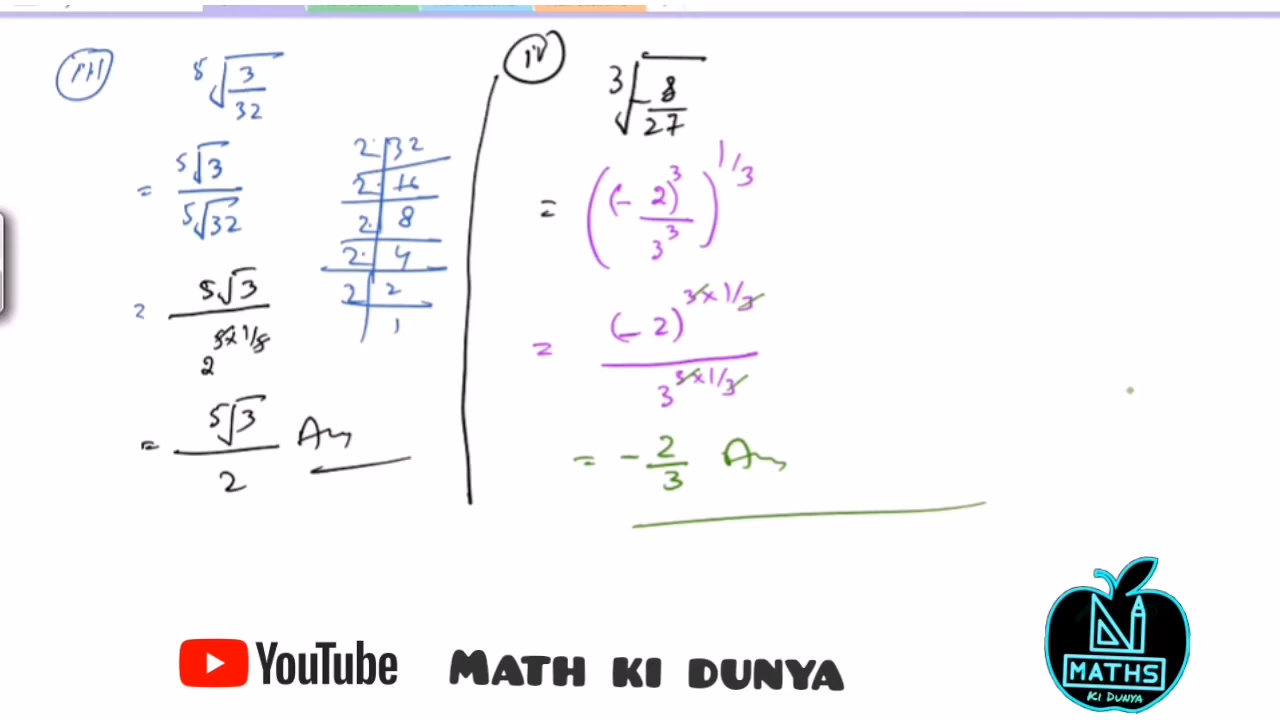 (III) ⁵√(3/32)
= ⁵√3 / ⁵√32
= ⁵√3 / 2^(5×1/5)
= ⁵√3 / 2 Ans
2 | 32
2 | 16
2 | 8
2 | 4
2 | 2
1
(IV) ³√(-8/27)
= ((-2)³ / 3³)^(1/3)
= (-2)^(3×1/3) / 3^(3×1/3)
= -2/3 Ans
YouTube MATH KI DUNYA
MATHS
KI DUNYA